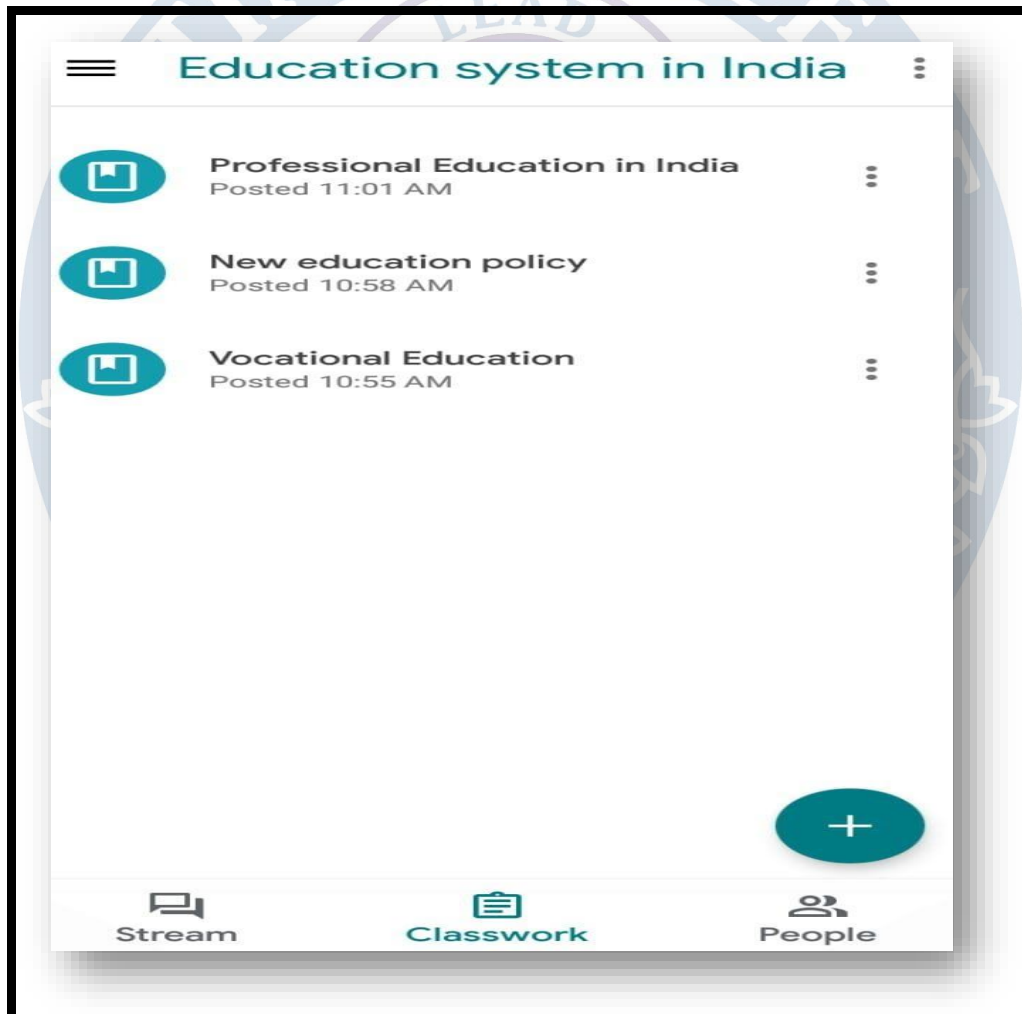 LEAD
Education system in India
Professional Education in India
Posted 11:01 AM
New education policy
Posted 10:58 AM
Vocational Education
Posted 10:55 AM
Stream
Classwork
People